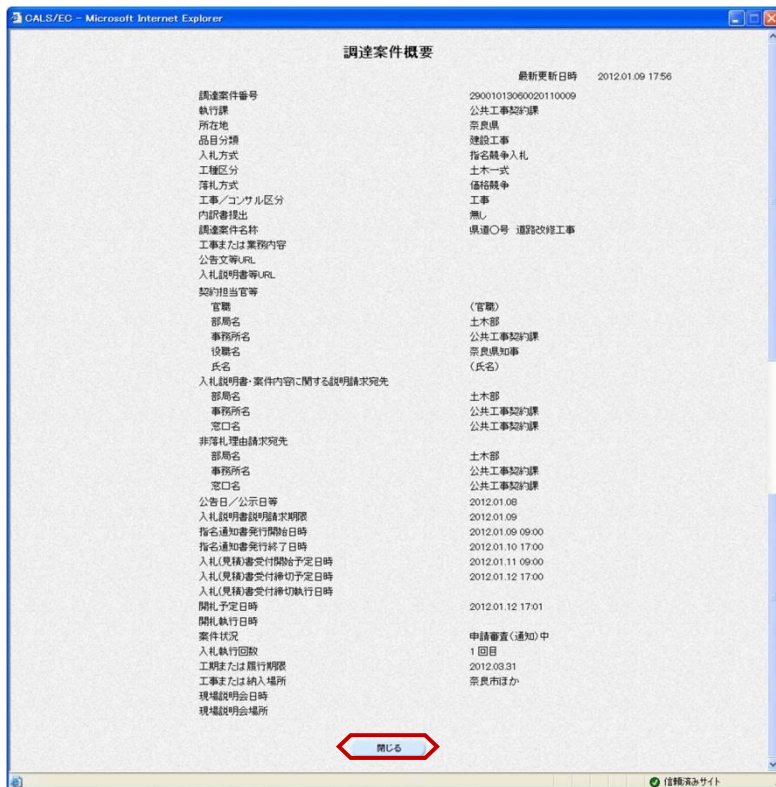 CALS/EC - Microsoft Internet Explorer
調達案件概要
最新更新日時 2012.01.09 17:56
調達案件番号 29001013060020110009
執行課 公共工事契約課
所在地 奈良県
品目分類 建設工事
入札方式 指名競争入札
工種区分 土木一式
落札方式 価格競争
工事/コンサル区分 工事
内訳書提出 無し
調達案件名称 県道〇号 道路改修工事
工事または業務内容
公告文等URL
入札説明書等URL
契約担当官等
官職 (官職)
部局名 土木部
事務所名 公共工事契約課
役職名 奈良県知事
氏名 (氏名)
入札説明書・案件内容に関する説明請求宛先
部局名 土木部
事務所名 公共工事契約課
窓口名 公共工事契約課
非落札理由請求宛先
部局名 土木部
事務所名 公共工事契約課
窓口名 公共工事契約課
公告日/公示日等 2012.01.08
入札説明書説明請求期限 2012.01.09
指名通知書発行開始日時 2012.01.09 09:00
指名通知書発行終了日時 2012.01.10 17:00
入札(見積)書受付開始予定日時 2012.01.11 09:00
入札(見積)書受付締切予定日時 2012.01.12 17:00
入札(見積)書受付締切執行日時
開札予定日時 2012.01.12 17:01
開札執行日時
案件状況 申請審査(通知)中
入札執行回数 1回目
工期または履行期限 2012.03.31
工事または納入場所 奈良市ほか
現場説明会日時
現場説明会場所
閉じる
信頼済みサイト